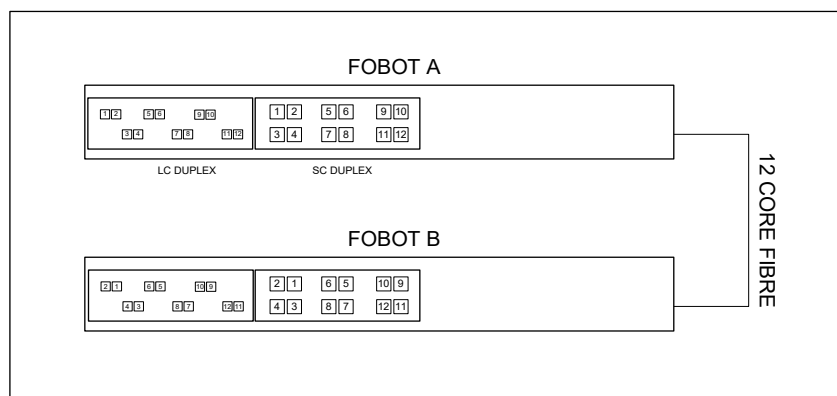 FOBOT A
1 2 5 6 9 10
3 4 7 8 11 12
1 2 5 6 9 10
3 4 7 8 11 12
LC DUPLEX
SC DUPLEX
12 CORE FIBRE
FOBOT B
2 1 6 5 10 9
4 3 8 7 12 11
2 1 6 5 10 9
4 3 8 7 12 11